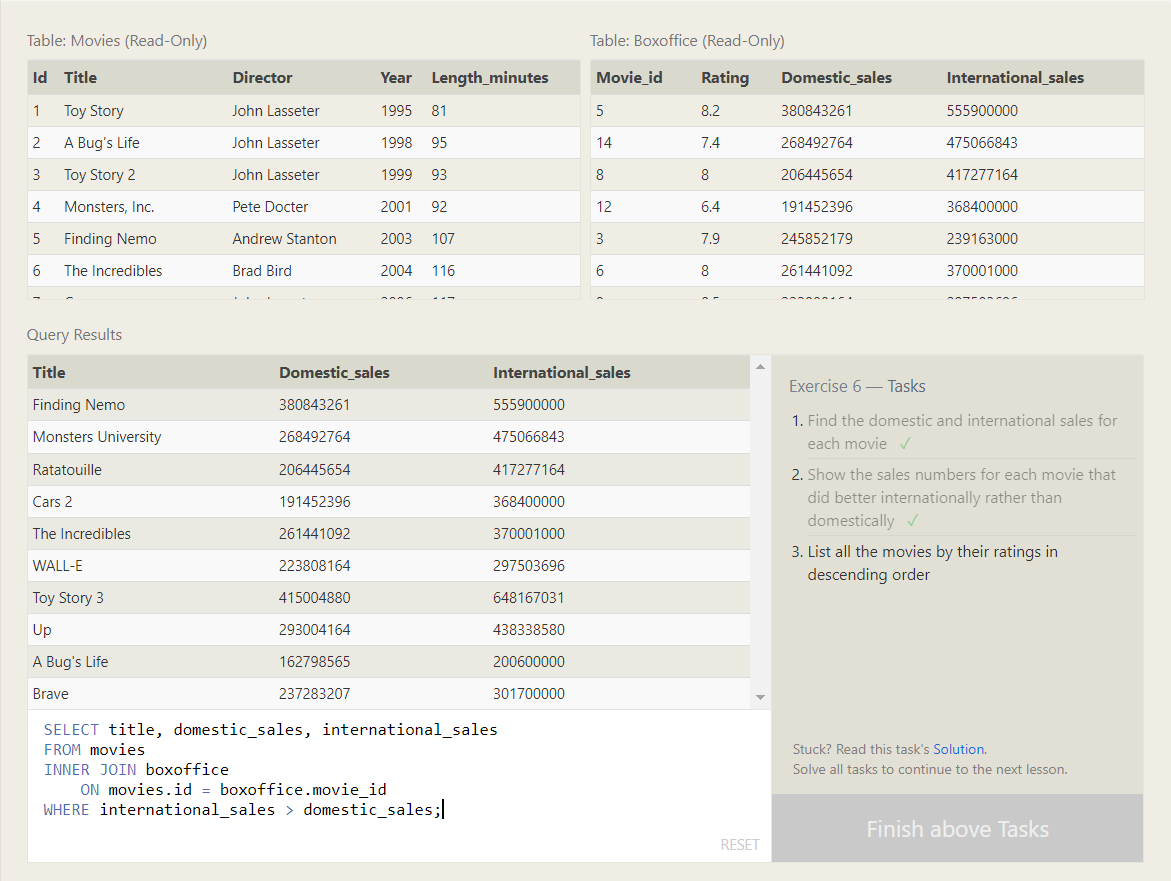 Table: Movies (Read-Only)
Id Title Director Year Length_minutes
1 Toy Story John Lasseter 1995 81
2 A Bug's Life John Lasseter 1998 95
3 Toy Story 2 John Lasseter 1999 93
4 Monsters, Inc. Pete Docter 2001 92
5 Finding Nemo Andrew Stanton 2003 107
6 The Incredibles Brad Bird 2004 116
Table: Boxoffice (Read-Only)
Movie_id Rating Domestic_sales International_sales
5 8.2 380843261 555900000
14 7.4 268492764 475066843
8 8 206445654 417277164
12 6.4 191452396 368400000
3 7.9 245852179 239163000
6 8 261441092 370001000
Query Results
Title Domestic_sales International_sales
Finding Nemo 380843261 555900000
Monsters University 268492764 475066843
Ratatouille 206445654 417277164
Cars 2 191452396 368400000
The Incredibles 261441092 370001000
WALL-E 223808164 297503696
Toy Story 3 415004880 648167031
Up 293004164 438338580
A Bug's Life 162798565 200600000
Brave 237283207 301700000
SELECT title, domestic_sales, international_sales
FROM movies
INNER JOIN boxoffice
ON movies.id = boxoffice.movie_id
WHERE international_sales > domestic_sales;
RESET
Exercise 6 — Tasks
1. Find the domestic and international sales for
each movie ✓
2. Show the sales numbers for each movie that
did better internationally rather than
domestically ✓
3. List all the movies by their ratings in
descending order
Stuck? Read this task's Solution.
Solve all tasks to continue to the next lesson.
Finish above Tasks